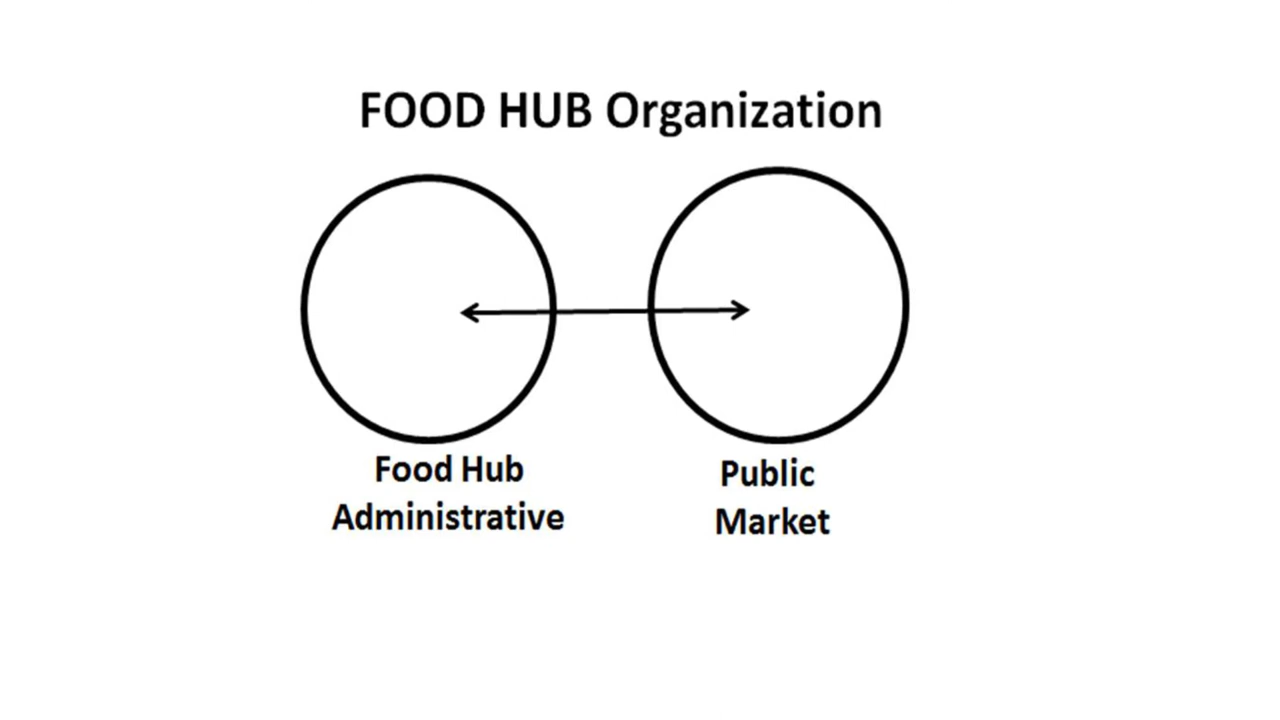 FOOD HUB Organization
Food Hub
Administrative
Public
Market